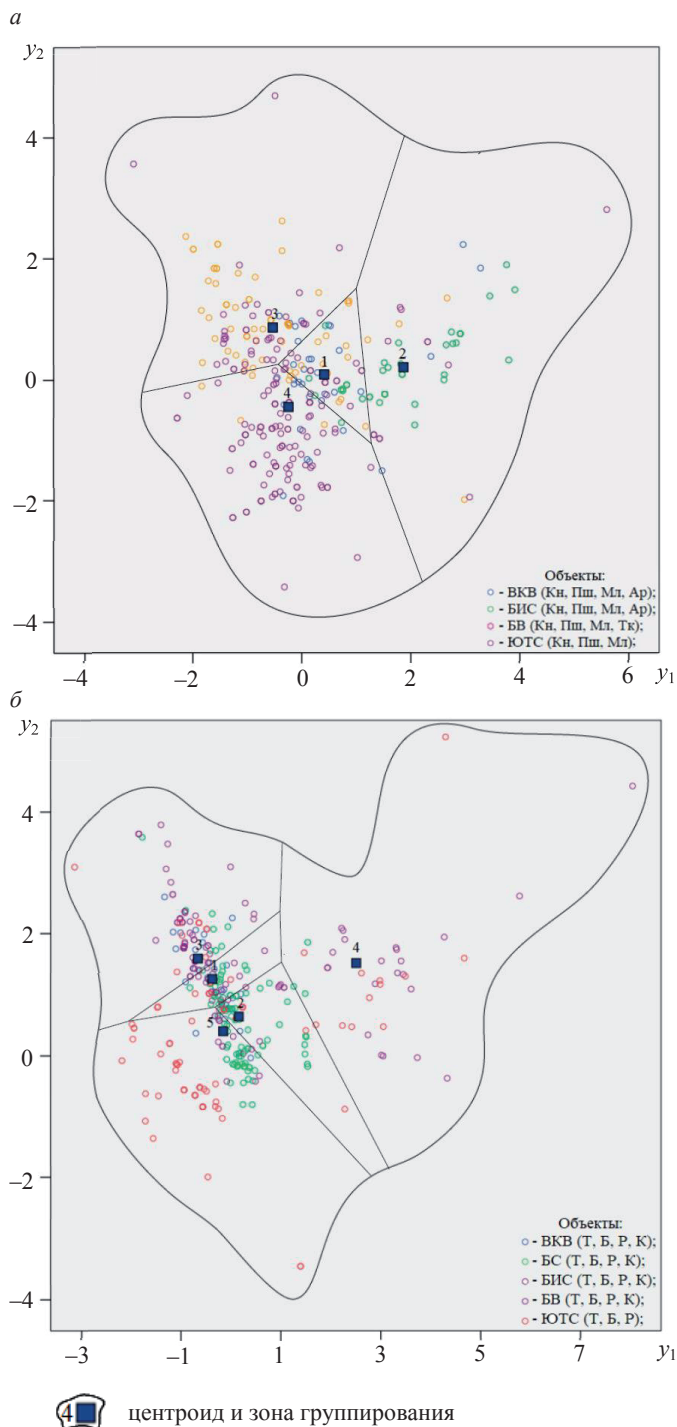 а
y₂
4
3
2
1
2
0
4
−2
Объекты:
- ВКВ (Кн, Пш, Мл, Ар);
- БИС (Кн, Пш, Мл, Ар);
- БВ (Кн, Пш, Мл, Тк);
- ЮТС (Кн, Пш, Мл);
−4
−4 −2 0 2 4 6 y₁
б
y₂
4
2
3
4
1
2
5
0
−2
Объекты:
- ВКВ (Т, Б, Р, К);
- БС (Т, Б, Р, К);
- БИС (Т, Б, Р, К);
- БВ (Т, Б, Р, К);
- ЮТС (Т, Б, Р);
−4
−3 −1 1 3 5 7 y₁
4 центроид и зона группирования